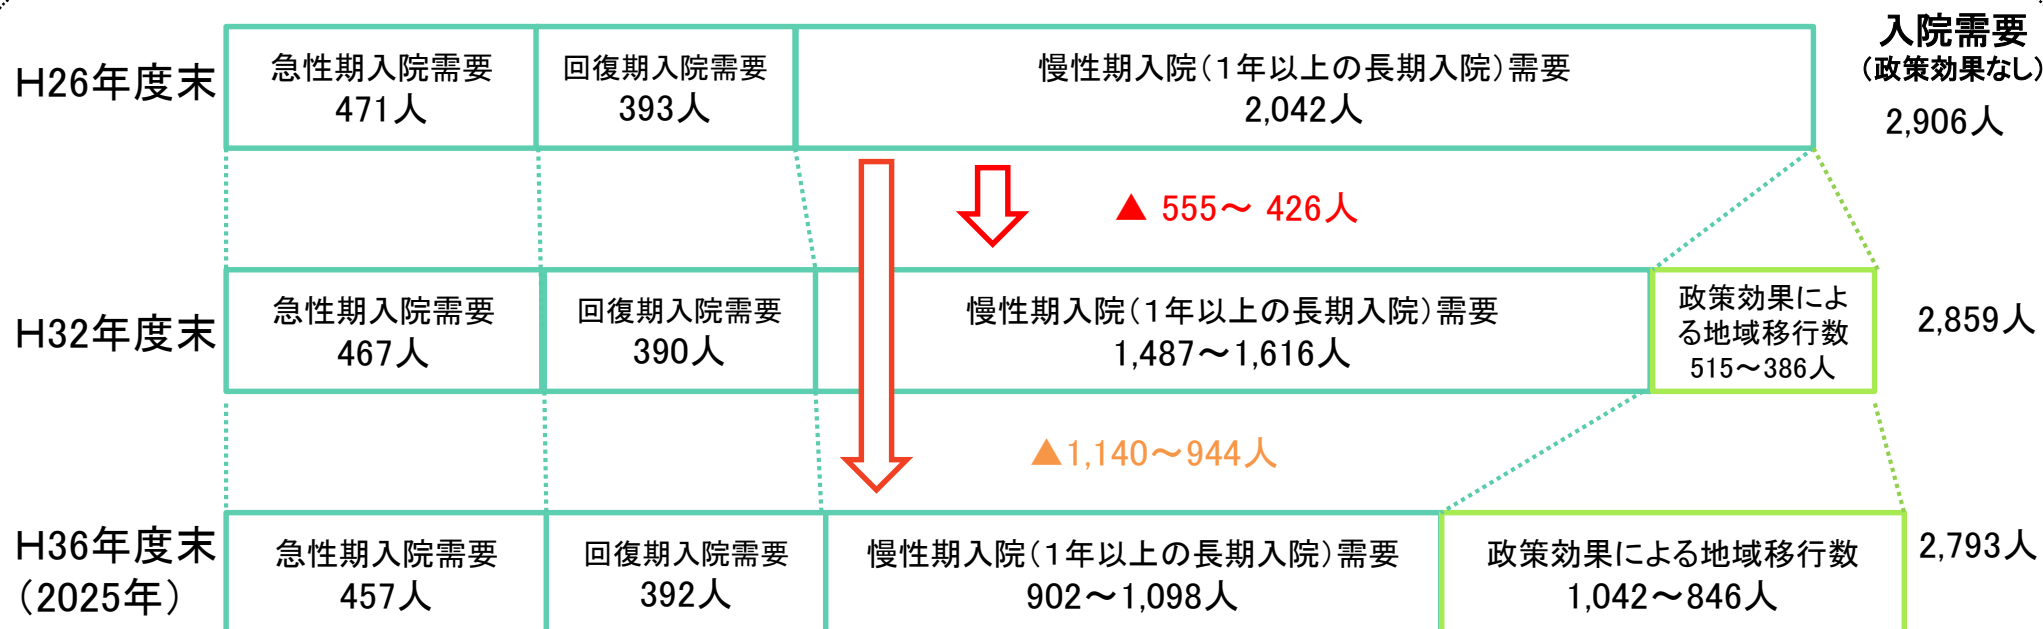 入院需要
(政策効果なし)
H26年度末
急性期入院需要
471人
回復期入院需要
393人
慢性期入院(1年以上の長期入院)需要
2,042人
2,906人
▲ 555～ 426人
H32年度末
急性期入院需要
467人
回復期入院需要
390人
慢性期入院(1年以上の長期入院)需要
1,487～1,616人
政策効果によ
る地域移行数
515～386人
2,859人
▲1,140～944人
H36年度末
(2025年)
急性期入院需要
457人
回復期入院需要
392人
慢性期入院(1年以上の長期入院)需要
902～1,098人
政策効果による地域移行数
1,042～846人
2,793人